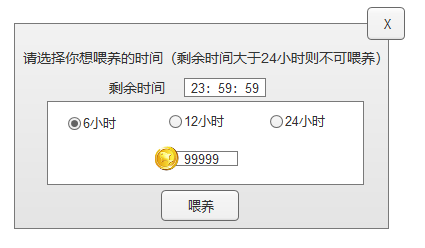 X
请选择你想喂养的时间（剩余时间大于24小时则不可喂养）
剩余时间 23: 59: 59
6小时 12小时 24小时
99999
喂养